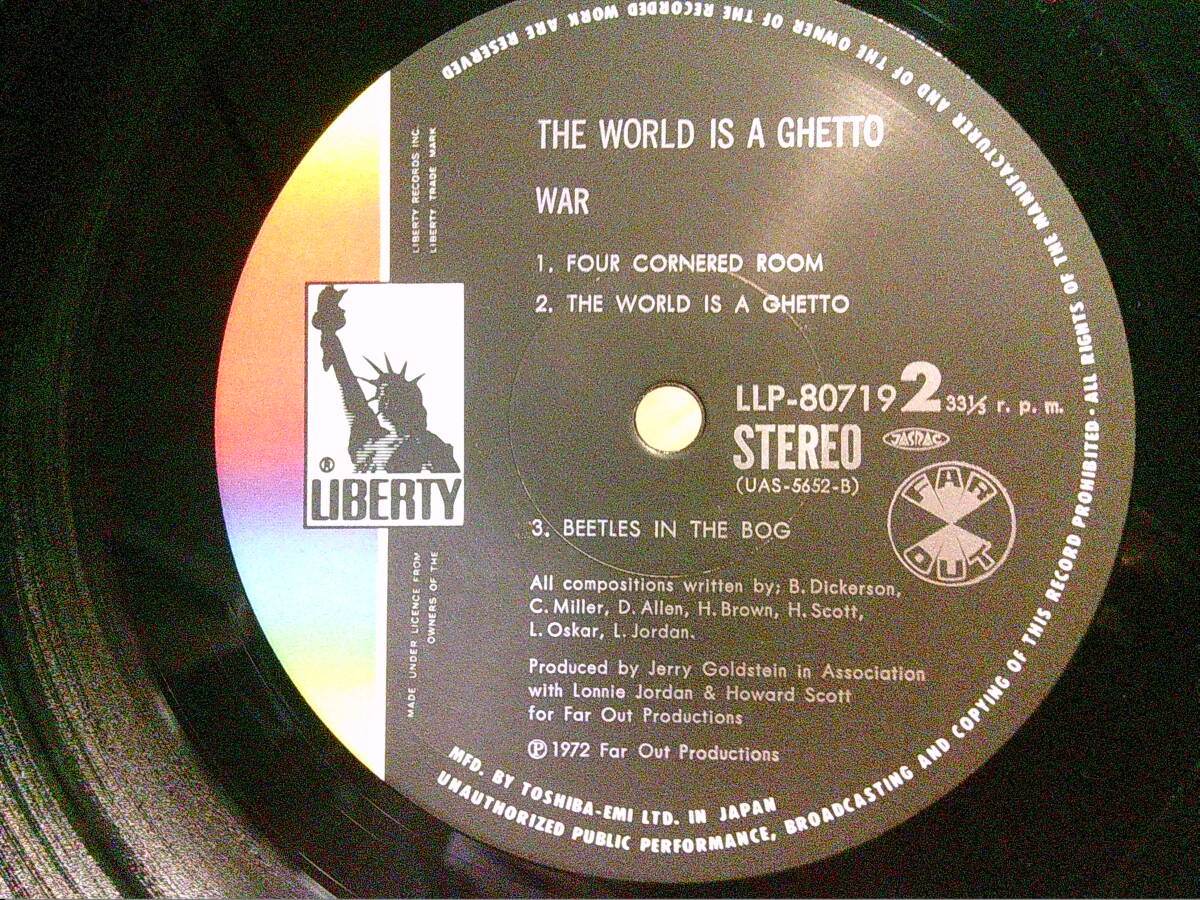 THE WORLD IS A GHETTO
WAR
1. FOUR CORNERED ROOM
2. THE WORLD IS A GHETTO
LLP-80719 2 33⅓ r. p. m.
STEREO
JASRAC
(UAS-5652-B)
FAR
OUT
3. BEETLES IN THE BOG
All compositions written by; B. Dickerson,
C. Miller, D. Allen, H. Brown, H. Scott,
L. Oskar, L. Jordan.
Produced by Jerry Goldstein in Association
with Lonnie Jordan & Howard Scott
for Far Out Productions
Ⓟ 1972 Far Out Productions
MFD. BY TOSHIBA-EMI LTD. IN JAPAN
UNAUTHORIZED PUBLIC PERFORMANCE, BROADCASTING AND COPYING OF THIS RECORD PROHIBITED · ALL RIGHTS OF THE MANUFACTURER AND OF THE OWNER OF THE RECORDED WORK ARE RESERVED
LIBERTY RECORDS INC.
LIBERTY TRADE MARK
®
LIBERTY
MADE UNDER LICENCE FROM
OWNERS OF THE